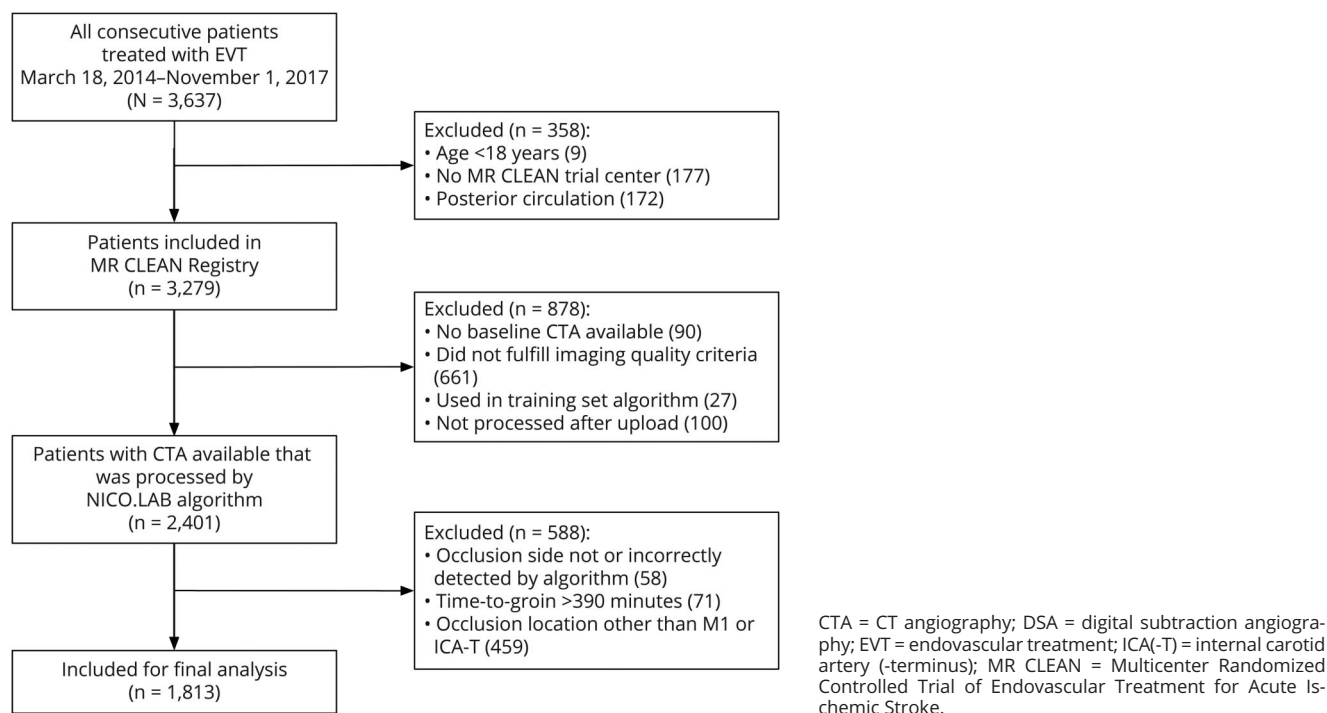 All consecutive patients
treated with EVT
March 18, 2014–November 1, 2017
(N = 3,637)
Excluded (n = 358):
• Age <18 years (9)
• No MR CLEAN trial center (177)
• Posterior circulation (172)
Patients included in
MR CLEAN Registry
(n = 3,279)
Excluded (n = 878):
• No baseline CTA available (90)
• Did not fulfill imaging quality criteria
(661)
• Used in training set algorithm (27)
• Not processed after upload (100)
Patients with CTA available that
was processed by
NICO.LAB algorithm
(n = 2,401)
Excluded (n = 588):
• Occlusion side not or incorrectly
detected by algorithm (58)
• Time-to-groin >390 minutes (71)
• Occlusion location other than M1 or
ICA-T (459)
Included for final analysis
(n = 1,813)
CTA = CT angiography; DSA = digital subtraction angiogra-
phy; EVT = endovascular treatment; ICA(-T) = internal carotid
artery (-terminus); MR CLEAN = Multicenter Randomized
Controlled Trial of Endovascular Treatment for Acute Is-
chemic Stroke.